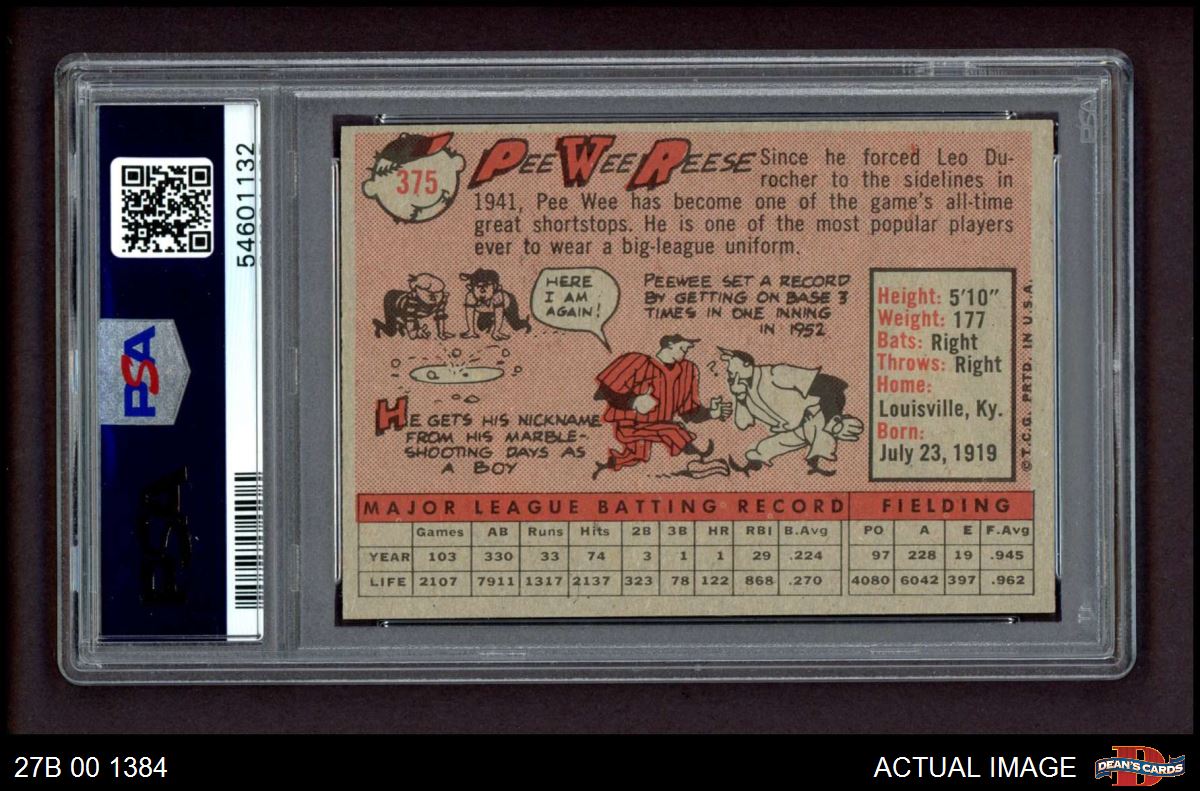 54601132
PSA
PSA
PSA
375
PEE WEE REESE
Since he forced Leo Du-
rocher to the sidelines in
1941, Pee Wee has become one of the game's all-time
great shortstops. He is one of the most popular players
ever to wear a big-league uniform.
HERE
I AM
AGAIN!
PEEWEE SET A RECORD
BY GETTING ON BASE 3
TIMES IN ONE INNING
IN 1952
?
HE GETS HIS NICKNAME
FROM HIS MARBLE-
SHOOTING DAYS AS
A BOY
Height: 5'10"
Weight: 177
Bats: Right
Throws: Right
Home:
Louisville, Ky.
Born:
July 23, 1919
©T.C.G. PRTD. IN U.S.A.
MAJOR LEAGUE BATTING RECORD FIELDING
Games AB Runs Hits 2B 3B HR RBI B.Avg PO A E F.Avg
YEAR 103 330 33 74 3 1 1 29 .224 97 228 19 .945
LIFE 2107 7911 1317 2137 323 78 122 868 .270 4080 6042 397 .962
27B 00 1384
ACTUAL IMAGE
DEAN'S CARDS